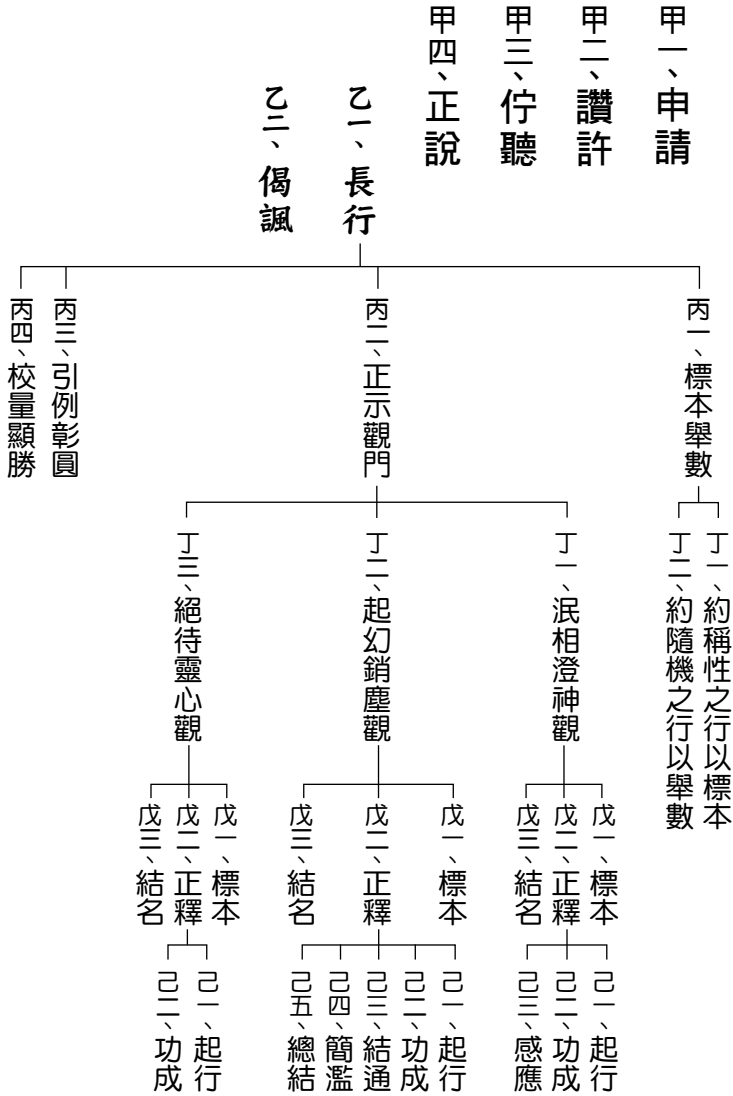 甲一、申請
甲二、讚許
甲三、佇聽
甲四、正說
乙一、長行
乙二、偈諷
丙一、標本舉數
丁一、約稱性之行以標本
丁二、約隨機之行以舉數
丙二、正示觀門
丁一、泯相澄神觀
戊一、標本
戊二、正釋
己一、起行
己二、功成
己三、感應
戊三、結名
丁二、起幻銷塵觀
戊一、標本
戊二、正釋
己一、起行
己二、功成
己三、結通
己四、簡濫
己五、總結
戊三、結名
丁三、絕待靈心觀
戊一、標本
戊二、正釋
己一、起行
己二、功成
戊三、結名
丙三、引例彰圓
丙四、校量顯勝